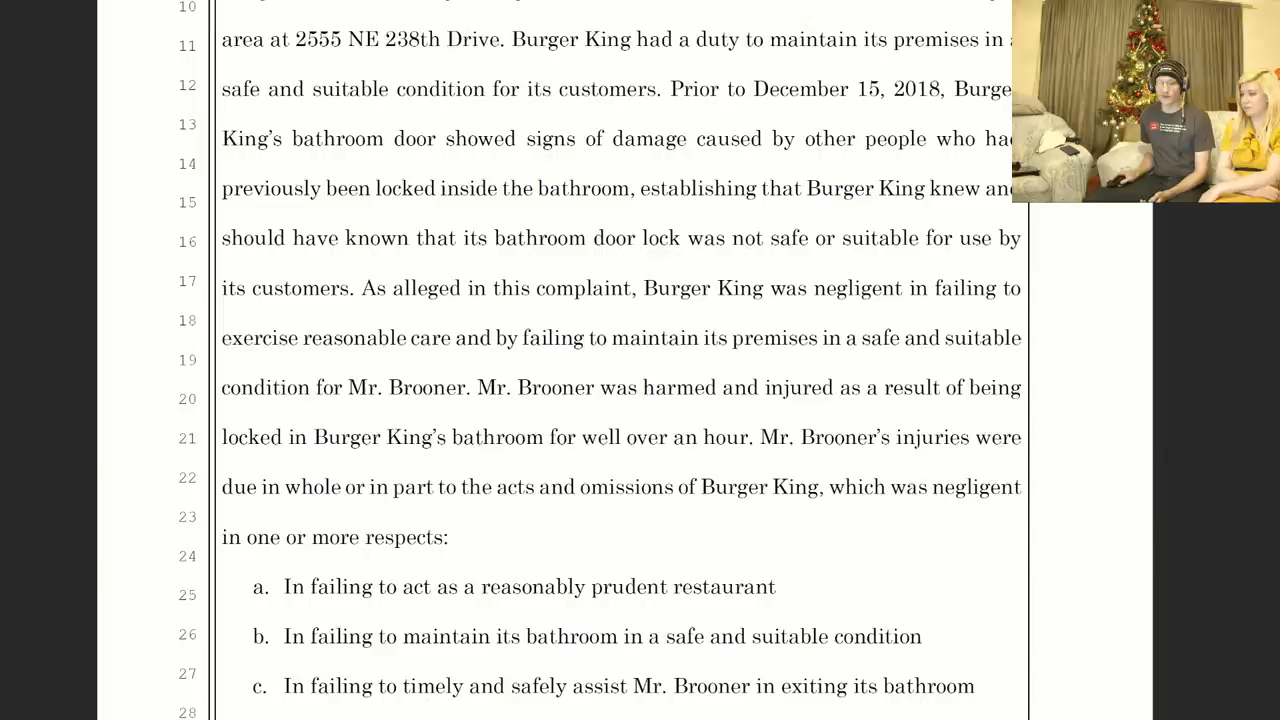 10
11 area at 2555 NE 238th Drive. Burger King had a duty to maintain its premises in
12 safe and suitable condition for its customers. Prior to December 15, 2018, Burge
13 King's bathroom door showed signs of damage caused by other people who had
14 previously been locked inside the bathroom, establishing that Burger King knew and
15
16 should have known that its bathroom door lock was not safe or suitable for use by
17 its customers. As alleged in this complaint, Burger King was negligent in failing to
18 exercise reasonable care and by failing to maintain its premises in a safe and suitable
19
20 condition for Mr. Brooner. Mr. Brooner was harmed and injured as a result of being
21 locked in Burger King's bathroom for well over an hour. Mr. Brooner's injuries were
22 due in whole or in part to the acts and omissions of Burger King, which was negligent
23 in one or more respects:
24
25 a. In failing to act as a reasonably prudent restaurant
26 b. In failing to maintain its bathroom in a safe and suitable condition
27 c. In failing to timely and safely assist Mr. Brooner in exiting its bathroom
28